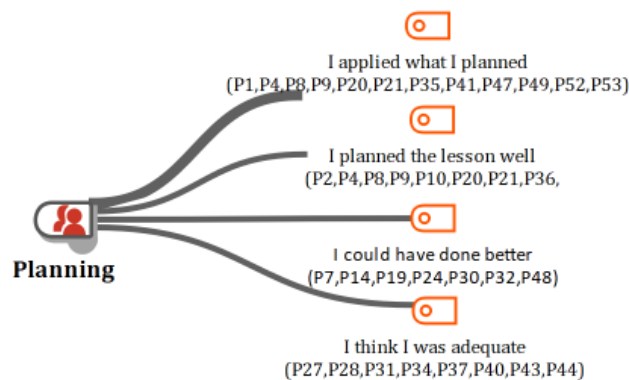 I applied what I planned
(P1,P4,P8,P9,P20,P21,P35,P41,P47,P49,P52,P53)
I planned the lesson well
(P2,P4,P8,P9,P10,P20,P21,P36,
Planning
I could have done better
(P7,P14,P19,P24,P30,P32,P48)
I think I was adequate
(P27,P28,P31,P34,P37,P40,P43,P44)